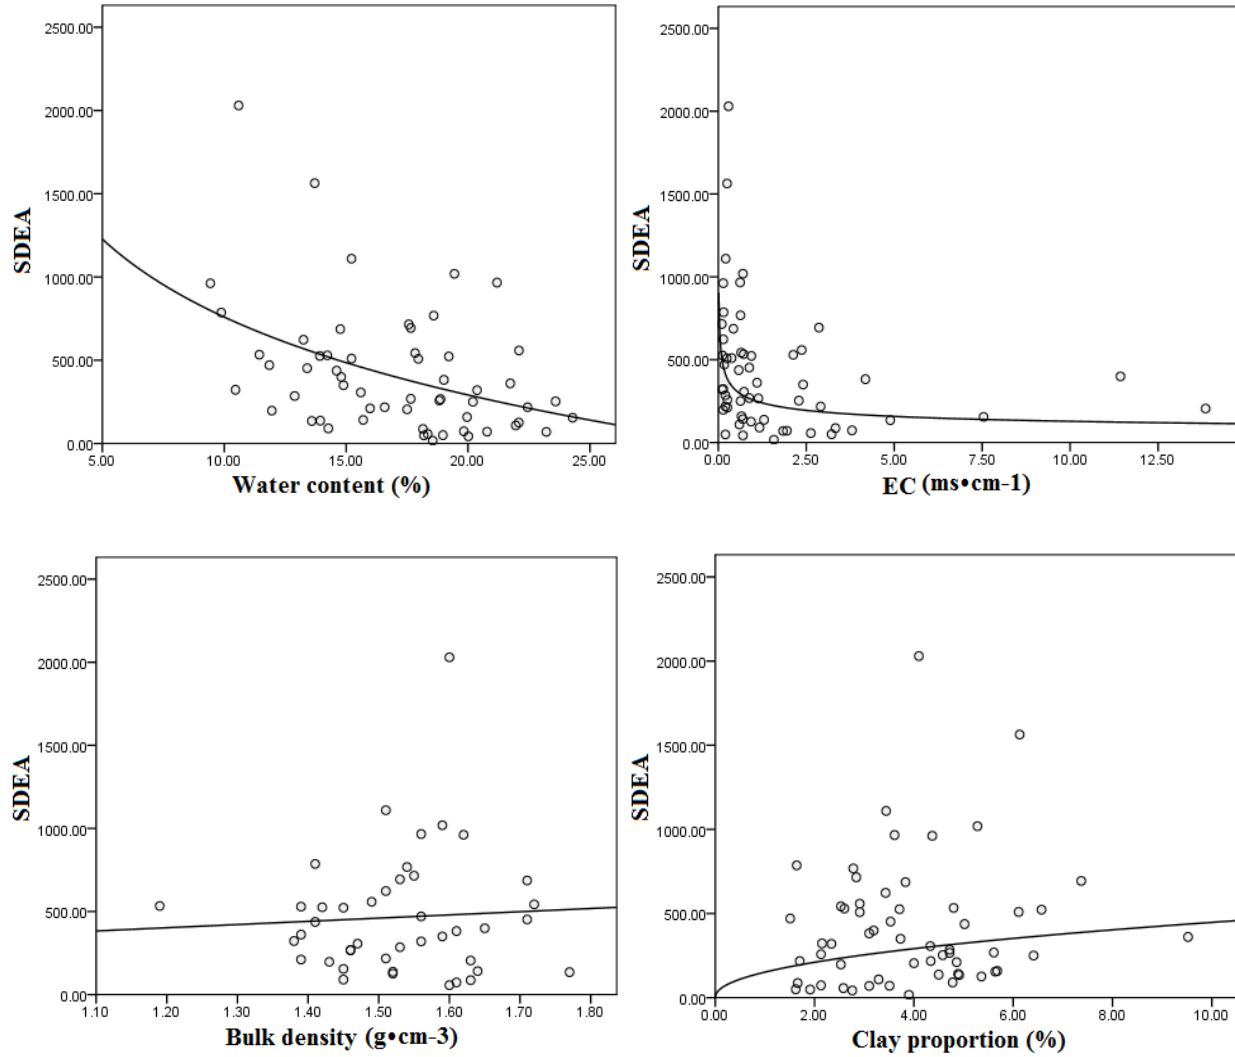 2500.00
2000.00
1500.00
1000.00
500.00
0.00
SDEA
5.00 10.00 15.00 20.00 25.00
Water content (%)
2500.00
2000.00
1500.00
1000.00
500.00
0.00
SDEA
0.00 2.50 5.00 7.50 10.00 12.50
EC (ms•cm-1)
2500.00
2000.00
1500.00
1000.00
500.00
0.00
SDEA
1.10 1.20 1.30 1.40 1.50 1.60 1.70 1.80
Bulk density (g•cm-3)
2500.00
2000.00
1500.00
1000.00
500.00
0.00
SDEA
0.00 2.00 4.00 6.00 8.00 10.00
Clay proportion (%)